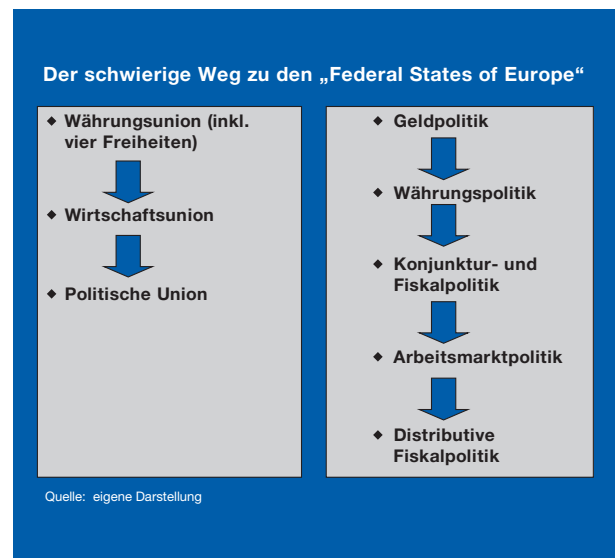 Der schwierige Weg zu den „Federal States of Europe“
◆ Währungsunion (inkl.
vier Freiheiten)
◆ Wirtschaftsunion
◆ Politische Union
◆ Geldpolitik
◆ Währungspolitik
◆ Konjunktur- und
Fiskalpolitik
◆ Arbeitsmarktpolitik
◆ Distributive
Fiskalpolitik
Quelle: eigene Darstellung